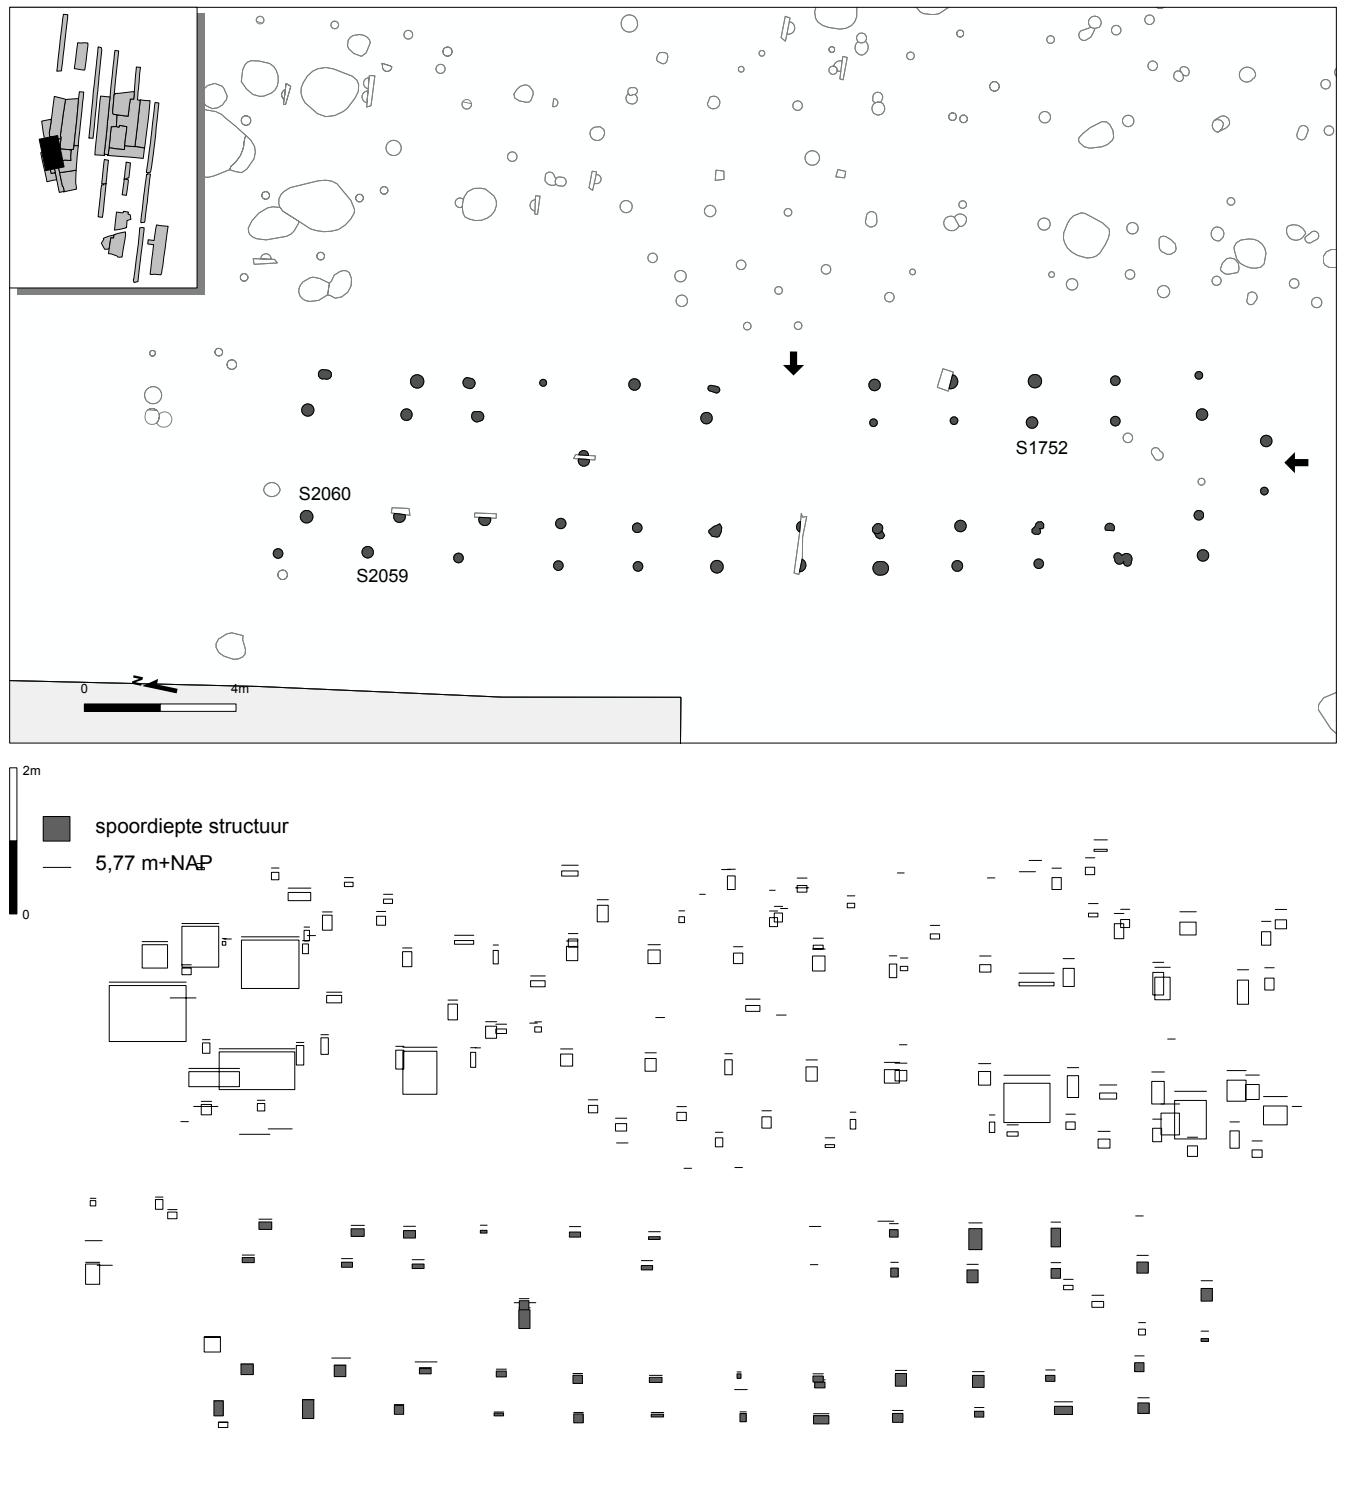 S1752
S2060
S2059
N
0 4m
2m
spoordiepte structuur
5,77 m+NAP
0